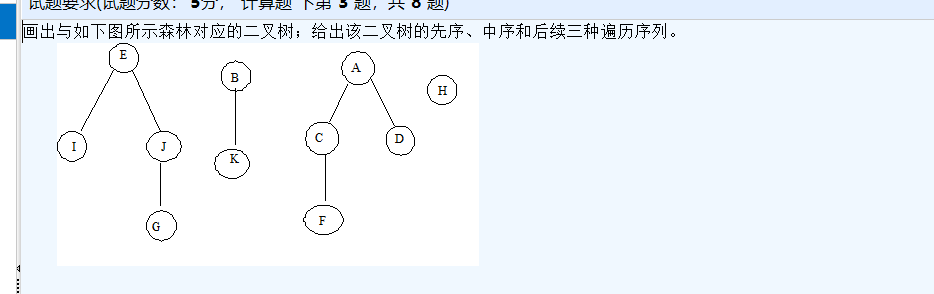 试题要求(试题分数： 5分， 计算题 下第 3 题，共 8 题)
画出与如下图所示森林对应的二叉树；给出该二叉树的先序、中序和后续三种遍历序列。
E
B
A
H
I
J
K
C
D
G
F